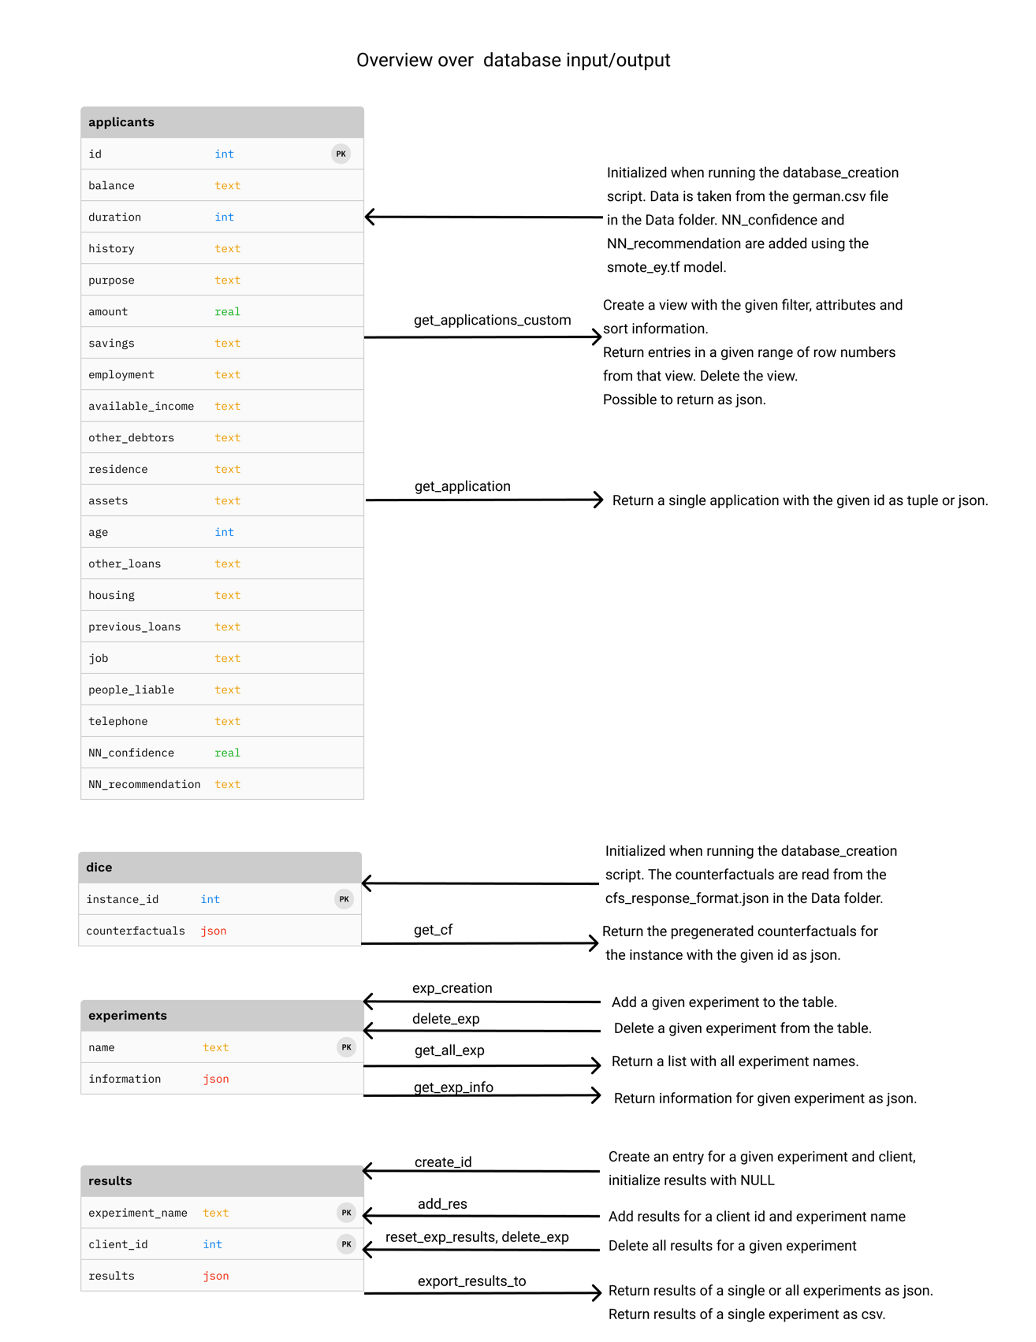 Overview over  database input/output
applicants
id int PK
balance text
duration int
history text
purpose text
amount real
savings text
employment text
available_income text
other_debtors text
residence text
assets text
age int
other_loans text
housing text
previous_loans text
job text
people_liable text
telephone text
NN_confidence real
NN_recommendation text
Initialized when running the database_creation
script. Data is taken from the german.csv file
in the Data folder. NN_confidence and
NN_recommendation are added using the
smote_ey.tf model.
get_applications_custom
Create a view with the given filter, attributes and
sort information.
Return entries in a given range of row numbers
from that view. Delete the view.
Possible to return as json.
get_application
Return a single application with the given id as tuple or json.
dice
instance_id int PK
counterfactuals json
Initialized when running the database_creation
script. The counterfactuals are read from the
cfs_response_format.json in the Data folder.
get_cf
Return the pregenerated counterfactuals for
the instance with the given id as json.
experiments
name text PK
information json
exp_creation
Add a given experiment to the table.
delete_exp
Delete a given experiment from the table.
get_all_exp
Return a list with all experiment names.
get_exp_info
Return information for given experiment as json.
results
experiment_name text PK
client_id int PK
results json
create_id
Create an entry for a given experiment and client,
initialize results with NULL
add_res
Add results for a client id and experiment name
reset_exp_results, delete_exp
Delete all results for a given experiment
export_results_to
Return results of a single or all experiments as json.
Return results of a single experiment as csv.